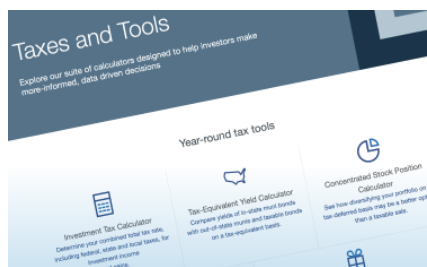 Taxes and Tools
Explore our suite of calculators designed to help investors make
more-informed, data driven decisions
Year-round tax tools
Investment Tax Calculator
Determine your combined total tax rate,
including federal, state and local taxes, for
investment income
Tax-Equivalent Yield Calculator
Compare yields of in-state muni bonds
with out-of-state munis and taxable bonds
on a tax-equivalent basis.
Concentrated Stock Position
Calculator
See how diversifying your portfolio on
tax-deferred basis may be a better
than a taxable sale.